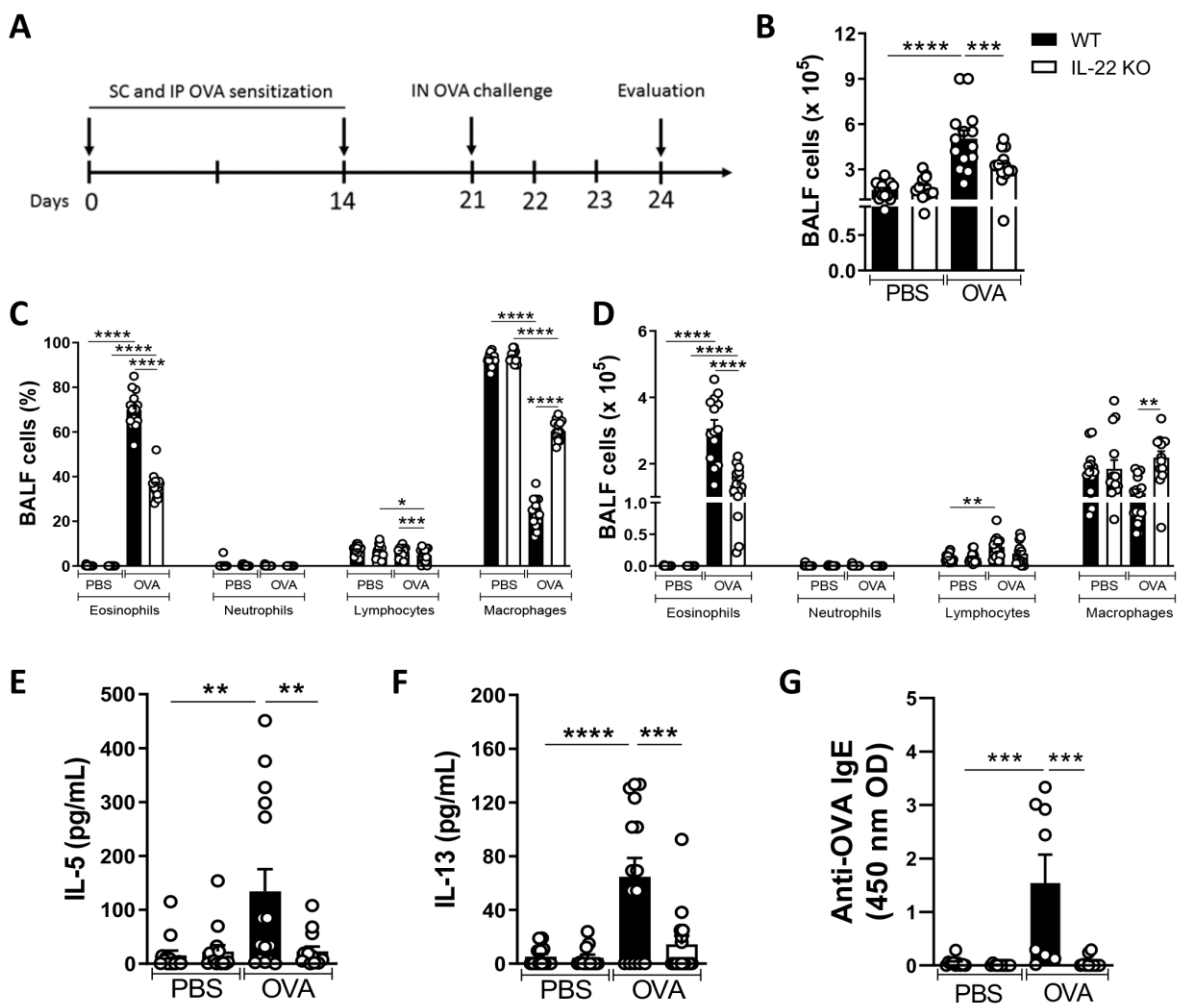 A
SC and IP OVA sensitization
IN OVA challenge
Evaluation
Days
0
14
21
22
23
24
B
BALF cells (x 10⁵)
12
9
6
3
0.5
0.0
****
***
WT
IL-22 KO
PBS
OVA
C
BALF cells (%)
100
80
60
40
20
0
****
****
****
*
***
****
****
****
PBS
OVA
PBS
OVA
PBS
OVA
PBS
OVA
Eosinophils
Neutrophils
Lymphocytes
Macrophages
D
BALF cells (x 10⁵)
6
4
2
1.0
0.5
0.0
****
****
****
**
**
PBS
OVA
PBS
OVA
PBS
OVA
PBS
OVA
Eosinophils
Neutrophils
Lymphocytes
Macrophages
E
IL-5 (pg/mL)
500
400
300
200
100
0
**
**
PBS
OVA
F
IL-13 (pg/mL)
200
160
120
80
40
0
****
***
PBS
OVA
G
Anti-OVA IgE
(450 nm OD)
5
4
3
2
1
0
***
***
PBS
OVA